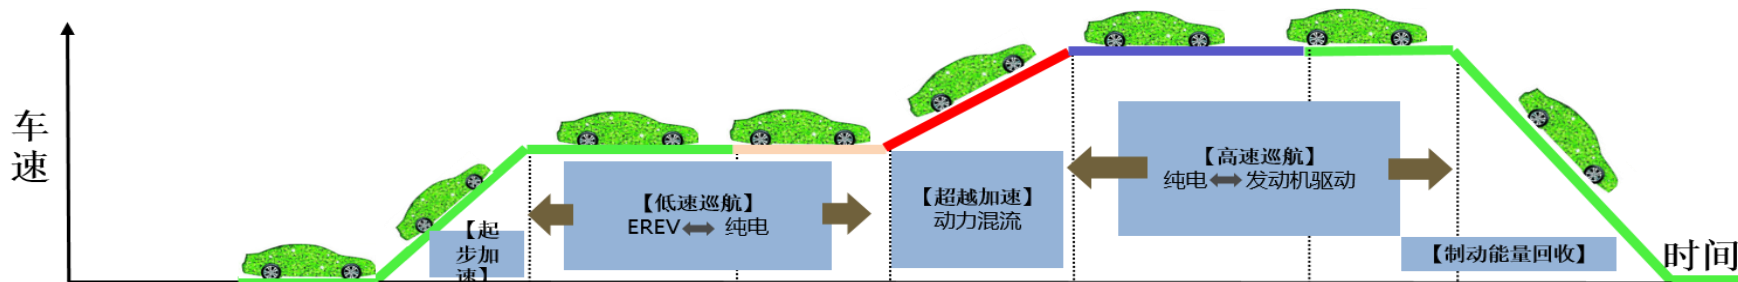 车
速
【起
步加
速】
【低速巡航】
EREV 纯电
【超越加速】
动力混流
【高速巡航】
纯电 发动机驱动
【制动能量回收】
时间